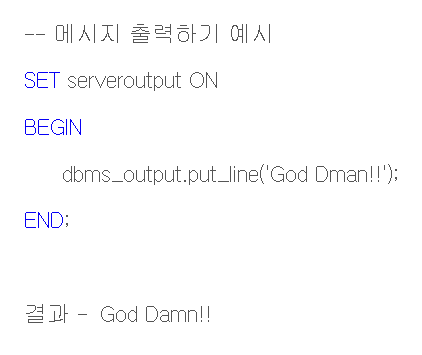 -- 메시지 출력하기 예시
SET serveroutput ON
BEGIN
dbms_output.put_line('God Dman!!');
END;
결과 - God Damn!!